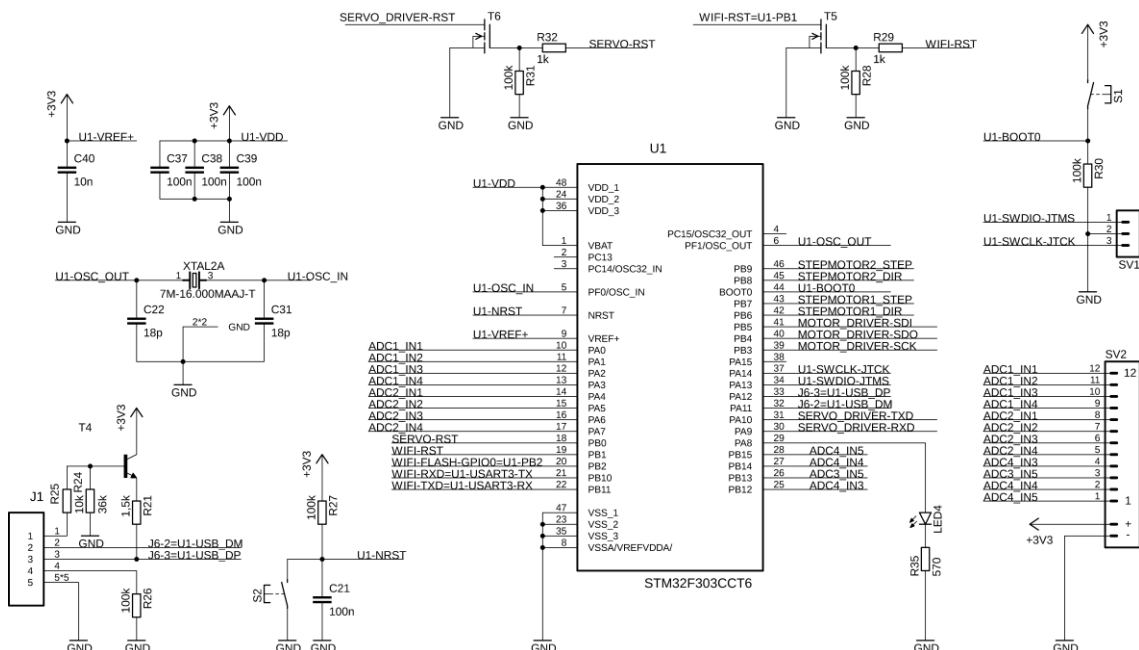 SERVO_DRIVER-RST
T6
R32
1k
SERVO-RST
100k
R31
GND
GND
WIFI-RST=U1-PB1
T5
R29
1k
WIFI-RST
100k
R28
GND
GND
+3V3
S1
U1-BOOT0
100k
R30
U1-SWDIO-JTMS
1
2
U1-SWCLK-JTCK
3
SV1
GND
+3V3
U1-VREF+
C40
10n
GND
+3V3
U1-VDD
C37
C38
C39
100n
100n
100n
GND
XTAL2A
U1-OSC_OUT
1
3
U1-OSC_IN
7M-16.000MAAJ-T
C22
18p
2*2
GND
C31
18p
GND
U1
U1-VDD
48
VDD_1
24
VDD_2
36
VDD_3
1
VBAT
2
PC13
3
PC14/OSC32_IN
U1-OSC_IN
5
PF0/OSC_IN
U1-NRST
7
NRST
U1-VREF+
9
VREF+
ADC1_IN1
10
PA0
ADC1_IN2
11
PA1
ADC1_IN3
12
PA2
ADC1_IN4
13
PA3
ADC2_IN1
14
PA4
ADC2_IN2
15
PA5
ADC2_IN3
16
PA6
ADC2_IN4
17
PA7
SERVO-RST
18
PB0
WIFI-RST
19
PB1
WIFI-FLASH-GPIO0=U1-PB2
20
PB2
WIFI-RXD=U1-USART3-TX
21
PB10
WIFI-TXD=U1-USART3-RX
22
PB11
47
VSS_1
23
VSS_2
35
VSS_3
8
VSSA/VREFVDDA/
GND
PC15/OSC32_OUT
4
PF1/OSC_OUT
6
U1-OSC_OUT
PB9
46
STEPMOTOR2_STEP
PB8
45
STEPMOTOR2_DIR
BOOT0
44
U1-BOOT0
PB7
43
STEPMOTOR1_STEP
PB6
42
STEPMOTOR1_DIR
PB5
41
MOTOR_DRIVER-SDI
PB4
40
MOTOR_DRIVER-SDO
PB3
39
MOTOR_DRIVER-SCK
PA15
38
PA14
37
U1-SWCLK-JTCK
PA13
34
U1-SWDIO-JTMS
PA12
33
J6-3=U1-USB_DP
PA11
32
J6-2=U1-USB_DM
PA10
31
SERVO_DRIVER-TXD
PA9
30
SERVO_DRIVER-RXD
PA8
29
PB15
28
ADC4_IN5
PB14
27
ADC4_IN4
PB13
26
ADC3_IN5
PB12
25
ADC4_IN3
STM32F303CCT6
LED4
R35
570
GND
SV2
ADC1_IN1
12
12
ADC1_IN2
11
ADC1_IN3
10
ADC1_IN4
9
ADC2_IN1
8
ADC2_IN2
7
ADC2_IN3
6
ADC2_IN4
5
ADC4_IN3
4
ADC3_IN5
3
ADC4_IN4
2
ADC4_IN5
1
1
+3V3
+
-
GND
T4
+3V3
R25
10k
R24
36k
1,5k
R21
GND
J1
1
1
2
2
J6-2=U1-USB_DM
3
3
J6-3=U1-USB_DP
4
4
5
5*5
100k
R26
GND
GND
+3V3
100k
R27
U1-NRST
S2
C21
100n
GND
GND